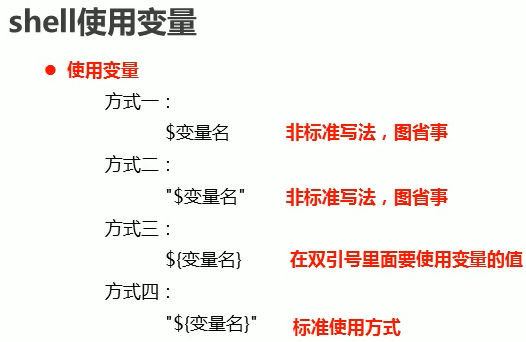 shell使用变量
● 使用变量
方式一：
$变量名 非标准写法，图省事
方式二：
"$变量名" 非标准写法，图省事
方式三：
${变量名} 在双引号里面要使用变量的值
方式四：
"${变量名}" 标准使用方式